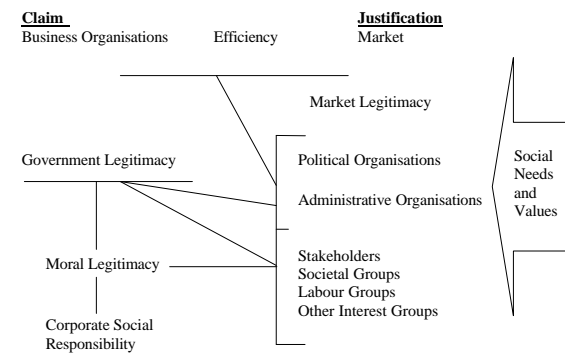 Claim Justification
Business Organisations Efficiency Market
Market Legitimacy
Government Legitimacy Political Organisations
Administrative Organisations
Social
Needs
and
Values
Moral Legitimacy
Stakeholders
Societal Groups
Labour Groups
Other Interest Groups
Corporate Social
Responsibility